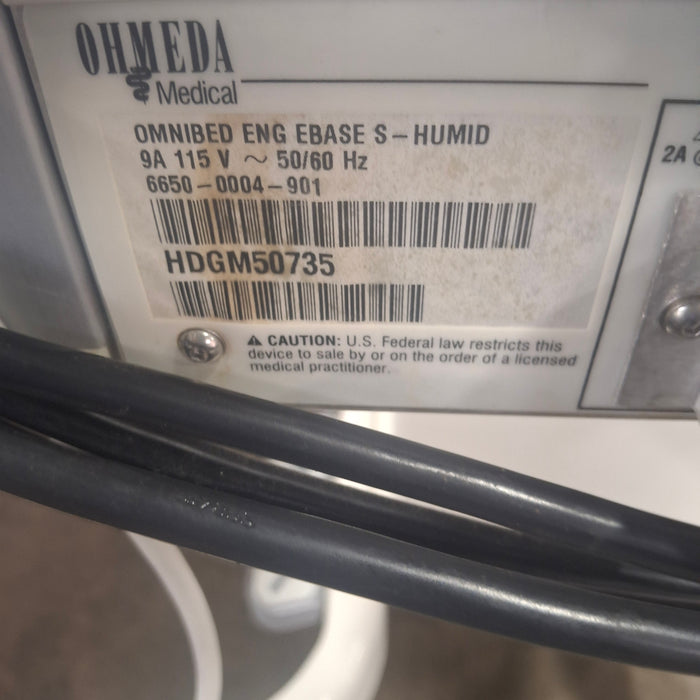 OHMEDA
Medical
OMNIBED ENG EBASE S-HUMID
9A 115 V ~ 50/60 Hz
6650-0004-901
HDGM50735
2A
⚠ CAUTION: U.S. Federal law restricts this
device to sale by or on the order of a licensed
medical practitioner.